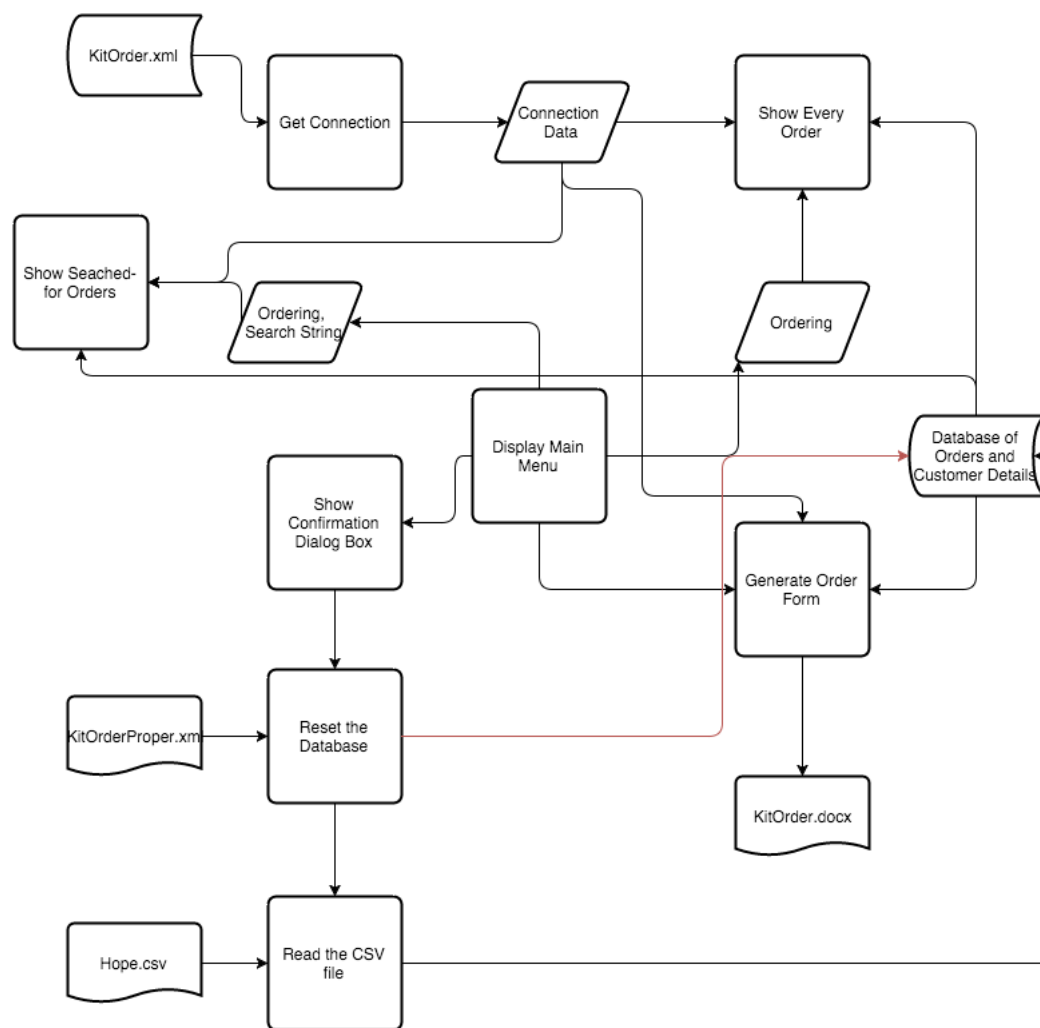 KitOrder.xml
Get Connection
Connection
Data
Show Every
Order
Show Seached-
for Orders
Ordering,
Search String
Ordering
Display Main
Menu
Database of
Orders and
Customer Details
Show
Confirmation
Dialog Box
Generate Order
Form
KitOrderProper.xm
Reset the
Database
KitOrder.docx
Hope.csv
Read the CSV
file